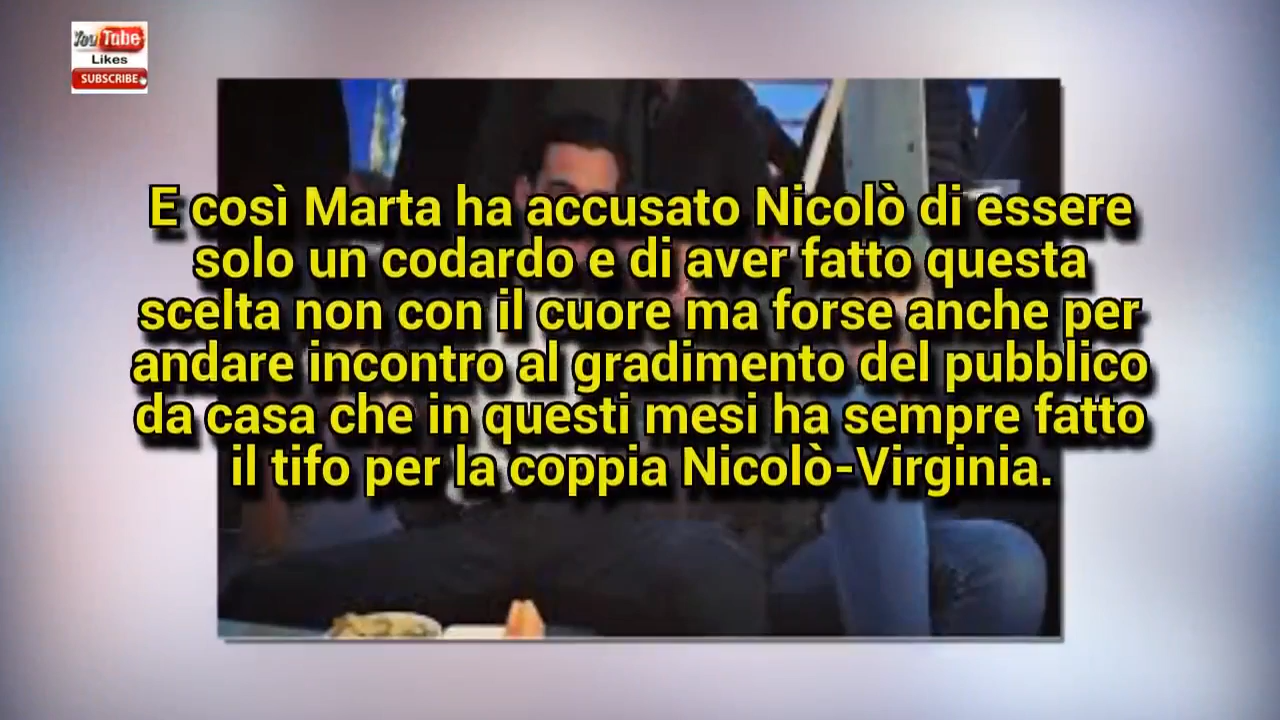 YouTube
Likes
SUBSCRIBE
E così Marta ha accusato Nicolò di essere
solo un codardo e di aver fatto questa
scelta non con il cuore ma forse anche per
andare incontro al gradimento del pubblico
da casa che in questi mesi ha sempre fatto
il tifo per la coppia Nicolò-Virginia.